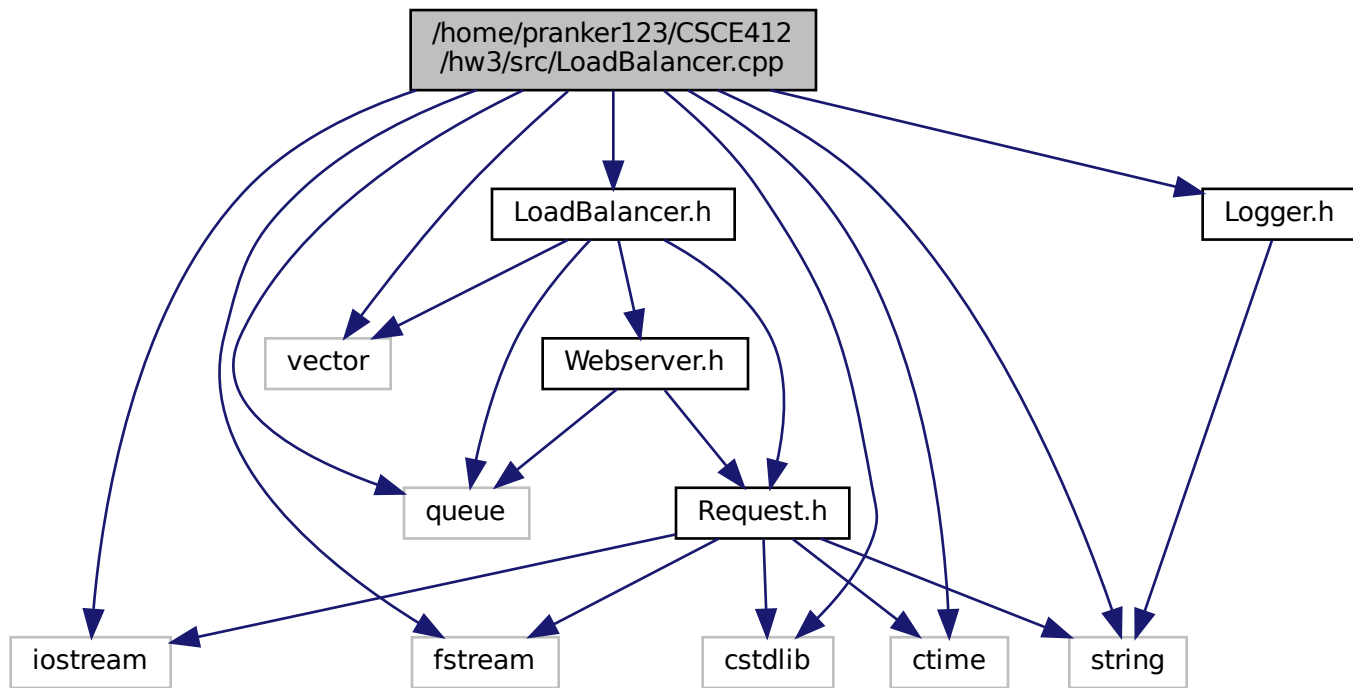 /home/pranker123/CSCE412
/hw3/src/LoadBalancer.cpp
LoadBalancer.h
Logger.h
vector
Webserver.h
queue
Request.h
iostream
fstream
cstdlib
ctime
string